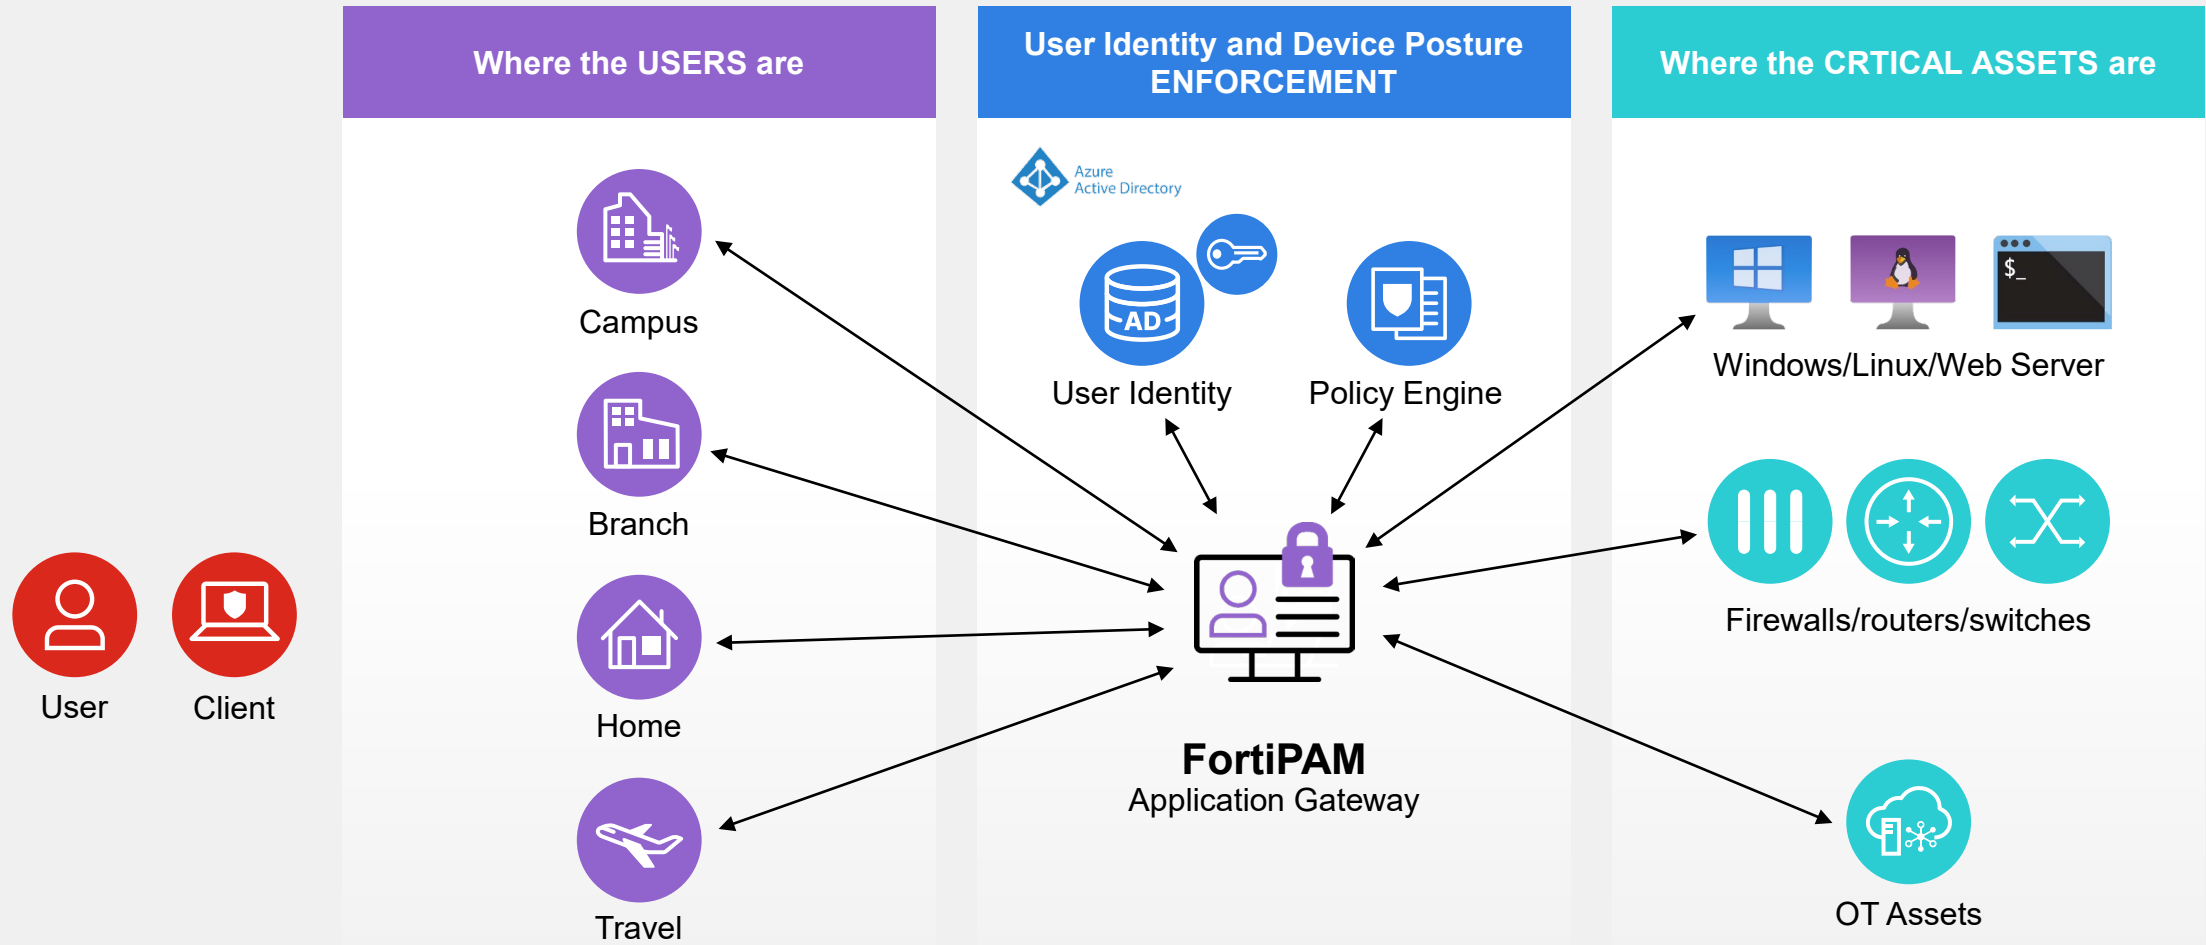 Where the USERS are
User Identity and Device Posture
ENFORCEMENT
Where the CRTICAL ASSETS are
Azure
Active Directory
AD
$_
Campus
User Identity
Policy Engine
Windows/Linux/Web Server
Branch
Firewalls/routers/switches
User
Client
Home
FortiPAM
Application Gateway
Travel
OT Assets